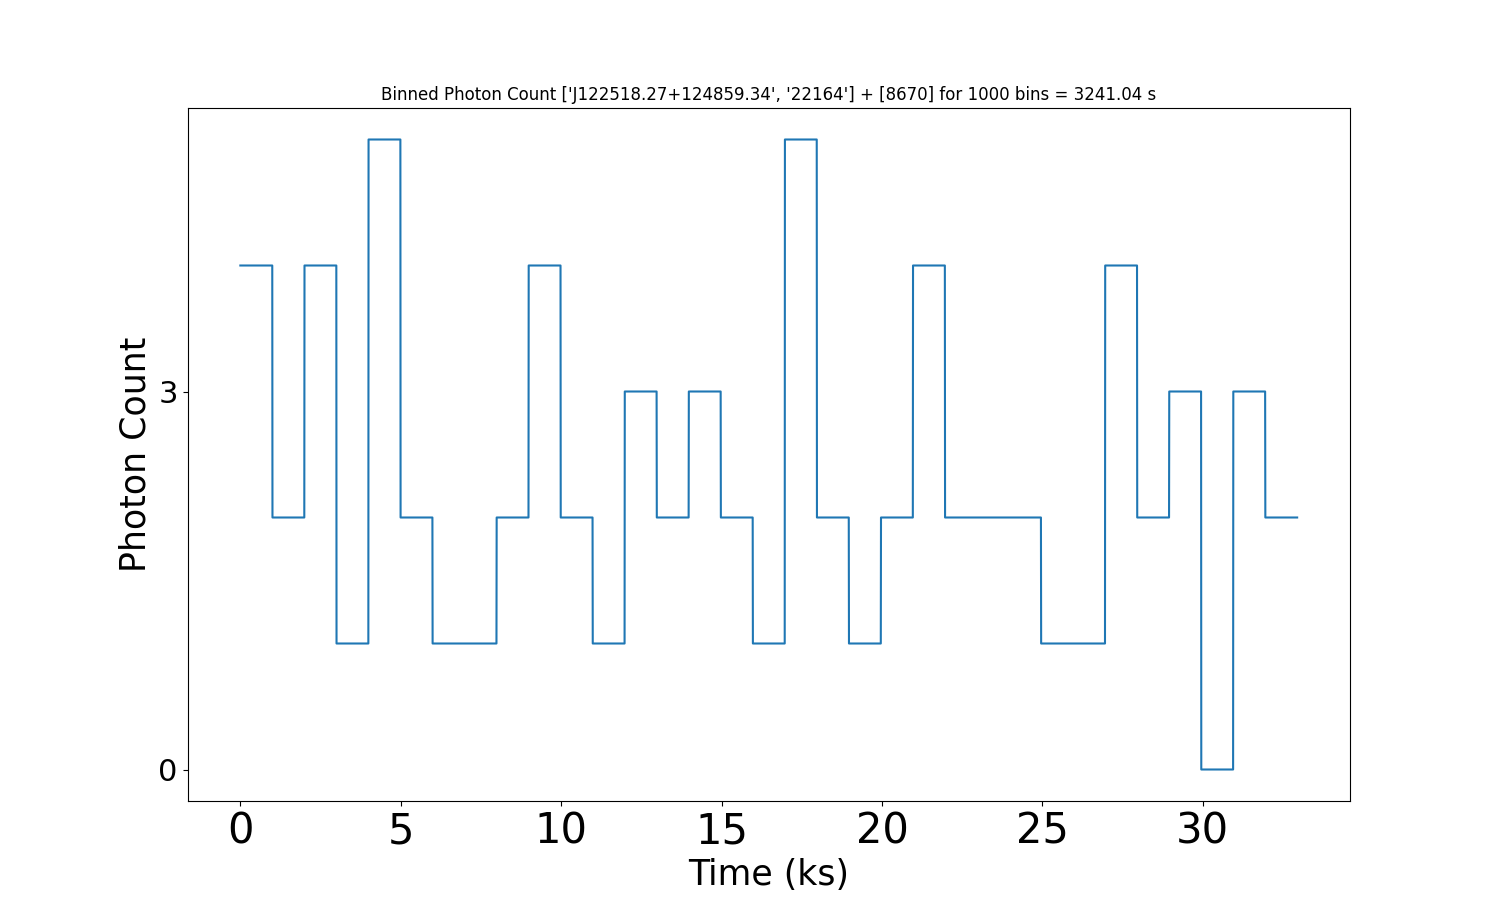 Binned Photon Count ['J122518.27+124859.34', '22164'] + [8670] for 1000 bins = 3241.04 s
Photon Count
3
0
0 5 10 15 20 25 30
Time (ks)